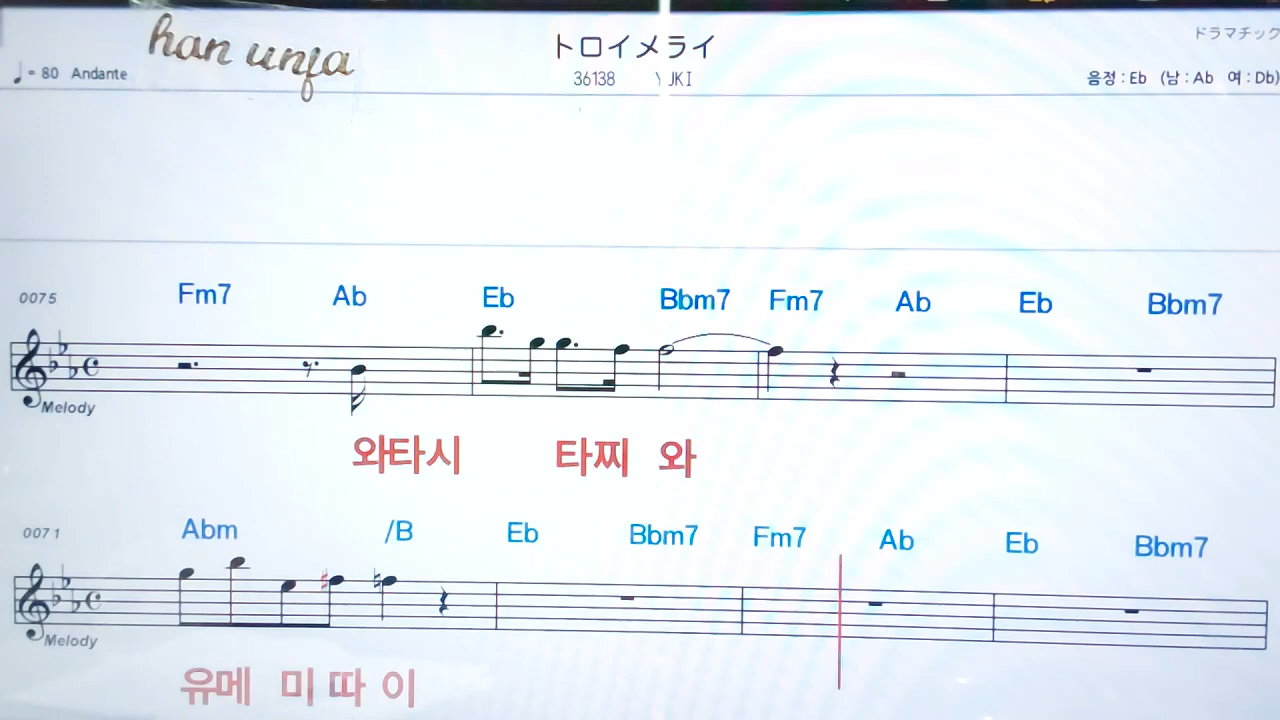 han unja
トロイメライ
ドラマチック
♩= 80 Andante
36138 YJKI
음정 : Eb (남 : Ab 여 : Db)
0075 Fm7 Ab Eb Bbm7 Fm7 Ab Eb Bbm7
Melody
와타시 타찌 와
0071 Abm /B Eb Bbm7 Fm7 Ab Eb Bbm7
Melody
유메 미 따 이